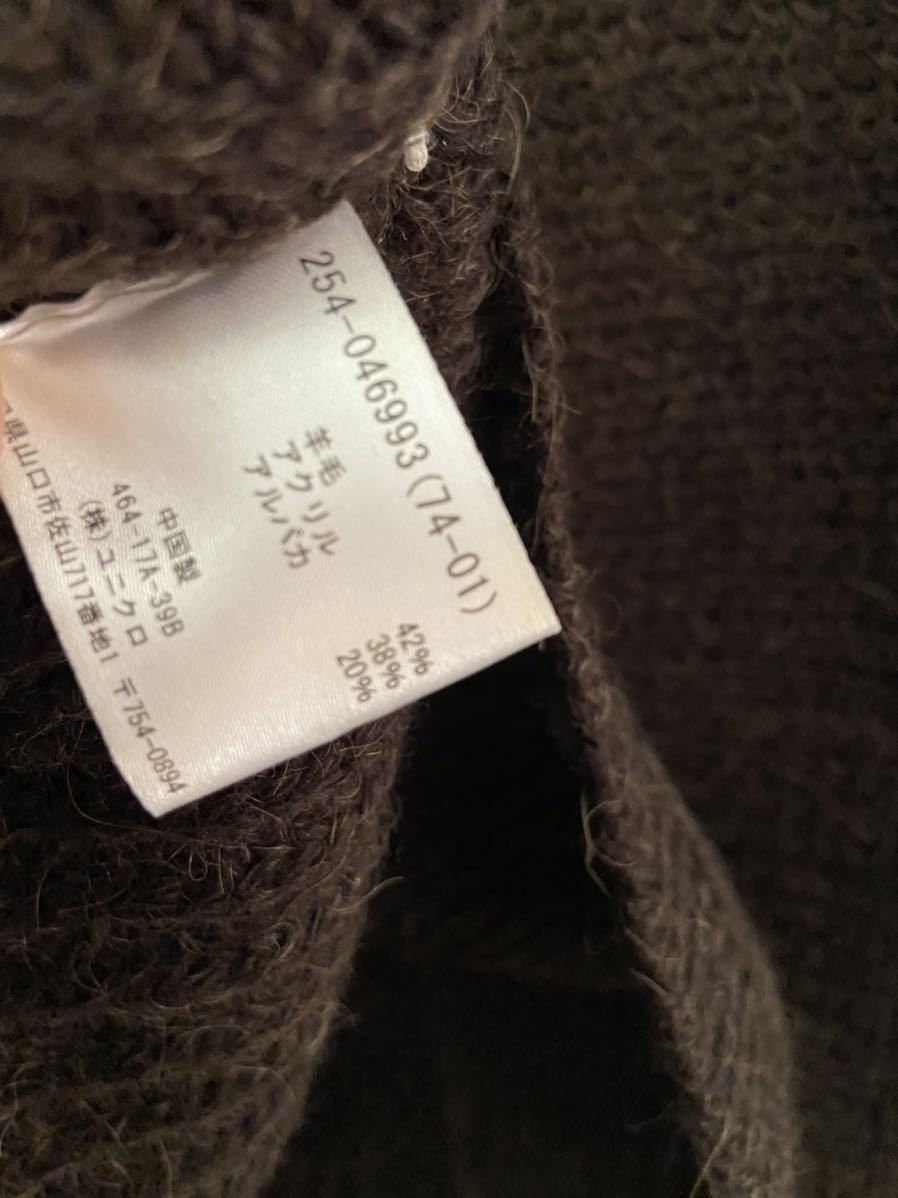 254-046993(74-01)
羊毛 42%
アクリル 38%
アルパカ 20%
中国製
464-17A-39B
(株)ユニクロ
県山口市佐山717番地1 〒754-0894